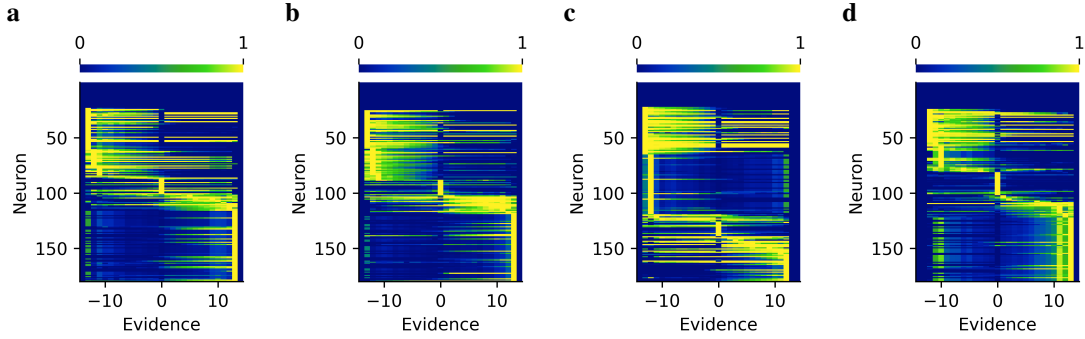 a b c d
0 1 0 1 0 1 0 1
Neuron 50 Neuron 50 Neuron 50 Neuron 50
100 100 100 100
150 150 150 150
−10 0 10 −10 0 10 −10 0 10 −10 0 10
Evidence Evidence Evidence Evidence